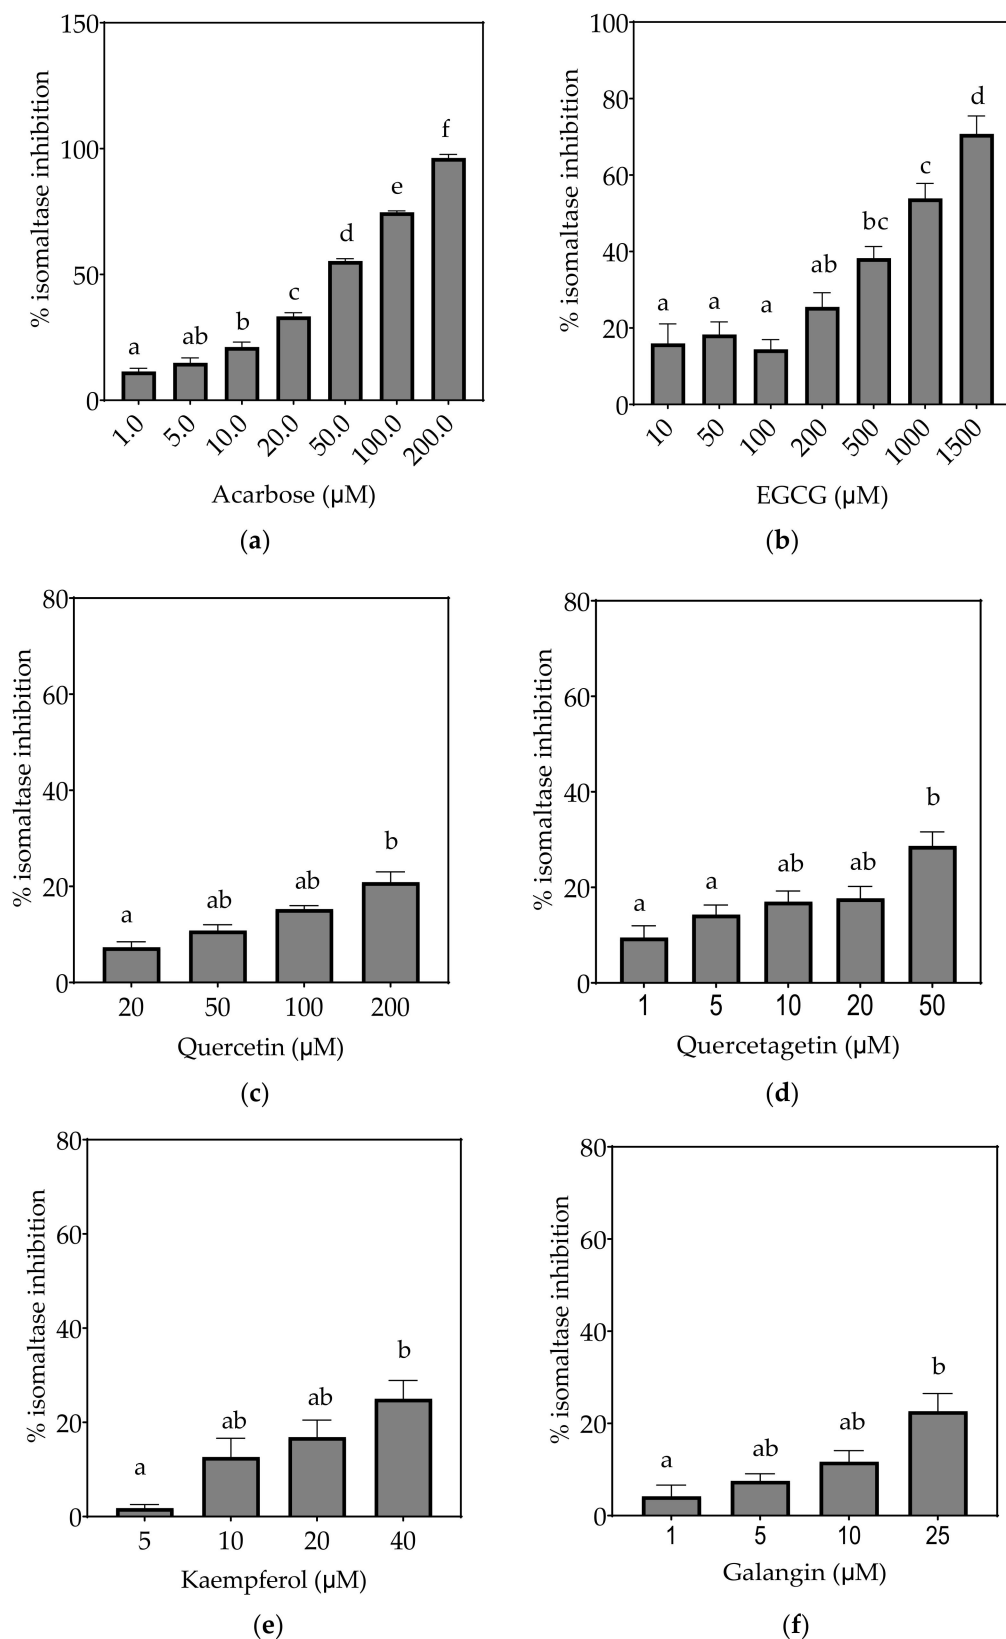 % isomaltase inhibition
150
100
50
0
a
ab
b
c
d
e
f
1.0
5.0
10.0
20.0
50.0
100.0
200.0
Acarbose (µM)
(a)
% isomaltase inhibition
100
80
60
40
20
0
a
a
a
ab
bc
c
d
10
50
100
200
500
1000
1500
EGCG (µM)
(b)
% isomaltase inhibition
80
60
40
20
0
a
ab
ab
b
20
50
100
200
Quercetin (µM)
(c)
% isomaltase inhibition
80
60
40
20
0
a
a
ab
ab
b
1
5
10
20
50
Quercetagetin (µM)
(d)
% isomaltase inhibition
80
60
40
20
0
a
ab
ab
b
5
10
20
40
Kaempferol (µM)
(e)
% isomaltase inhibition
80
60
40
20
0
a
ab
ab
b
1
5
10
25
Galangin (µM)
(f)